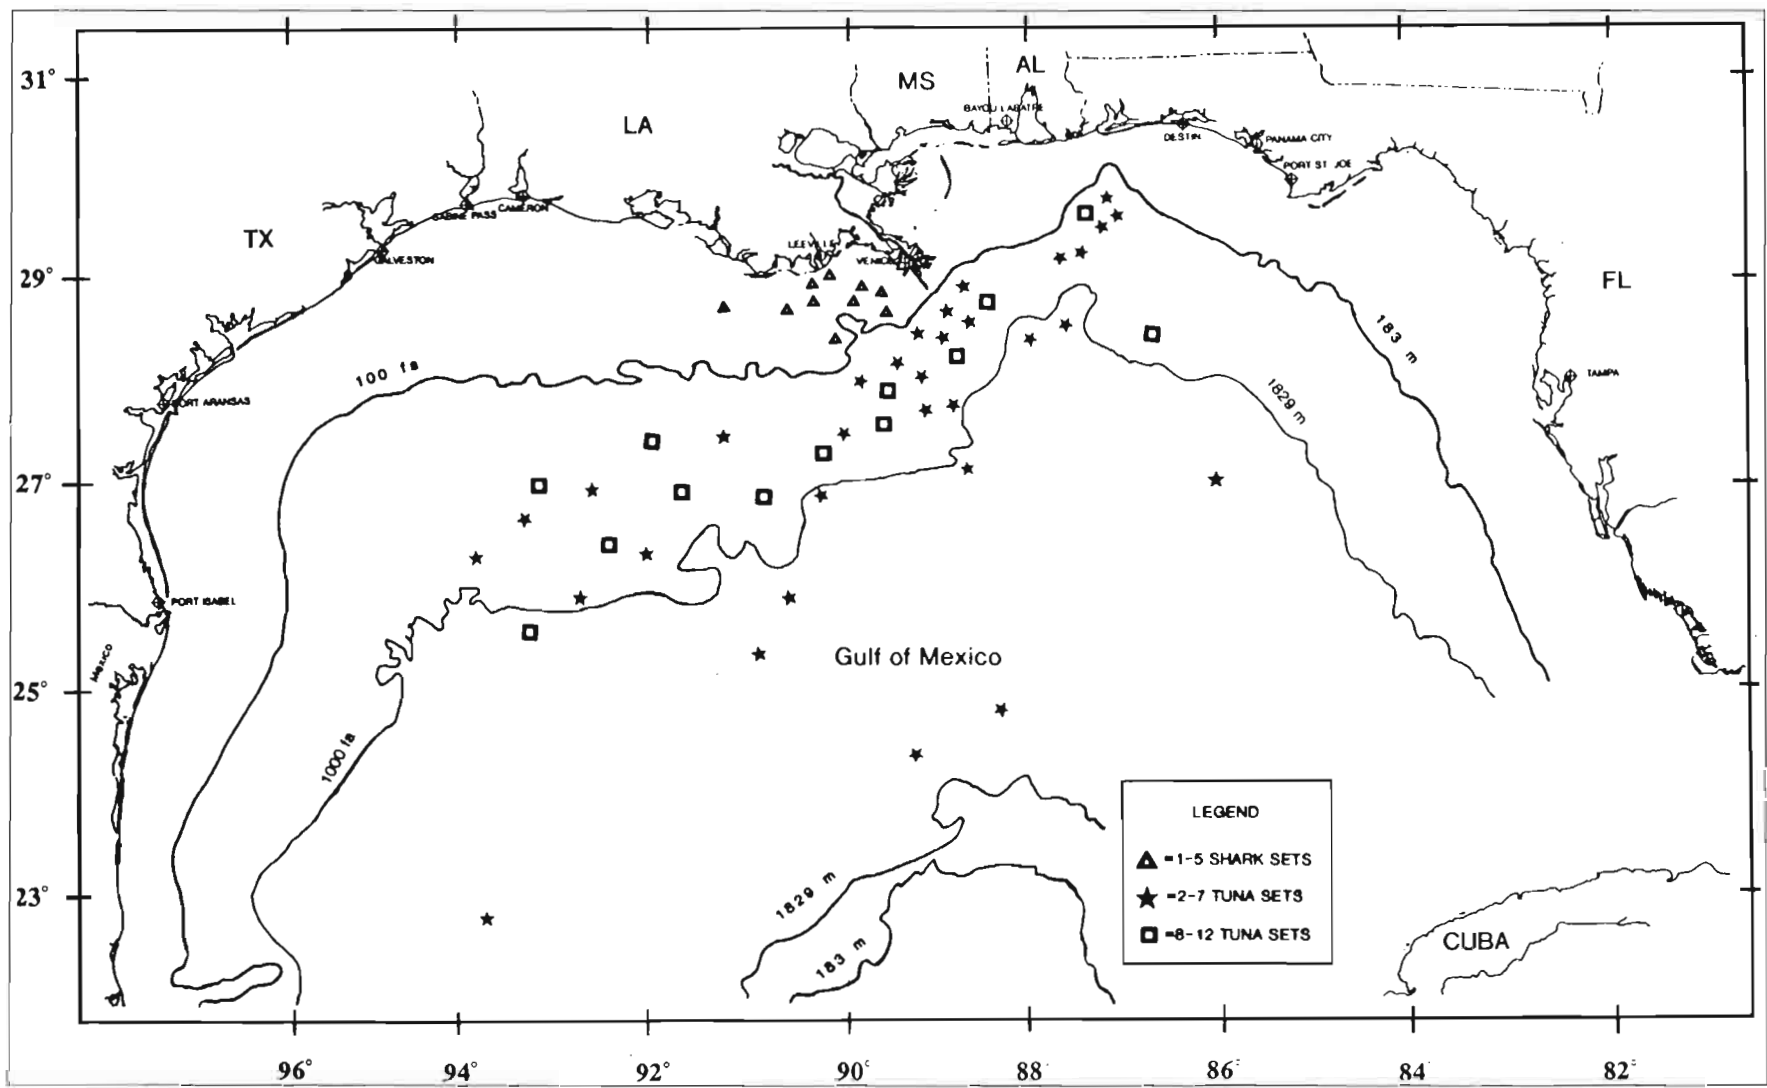 31°
29°
27°
25°
23°
MS
AL
LA
TX
FL
BAYOU LABATRE
DESTIN
PANAMA CITY
PORT ST. JOE
SABINE PASS
CAMERON
LEEVILLE
VENICE
GALVESTON
PORT ARANSAS
TAMPA
PORT ISABEL
Mexico
100 fa
183 m
1829 m
Gulf of Mexico
1000 fa
1829 m
183 m
CUBA
LEGEND
=1-5 SHARK SETS
=2-7 TUNA SETS
=8-12 TUNA SETS
96°
94°
92°
90°
88°
86°
84°
82°